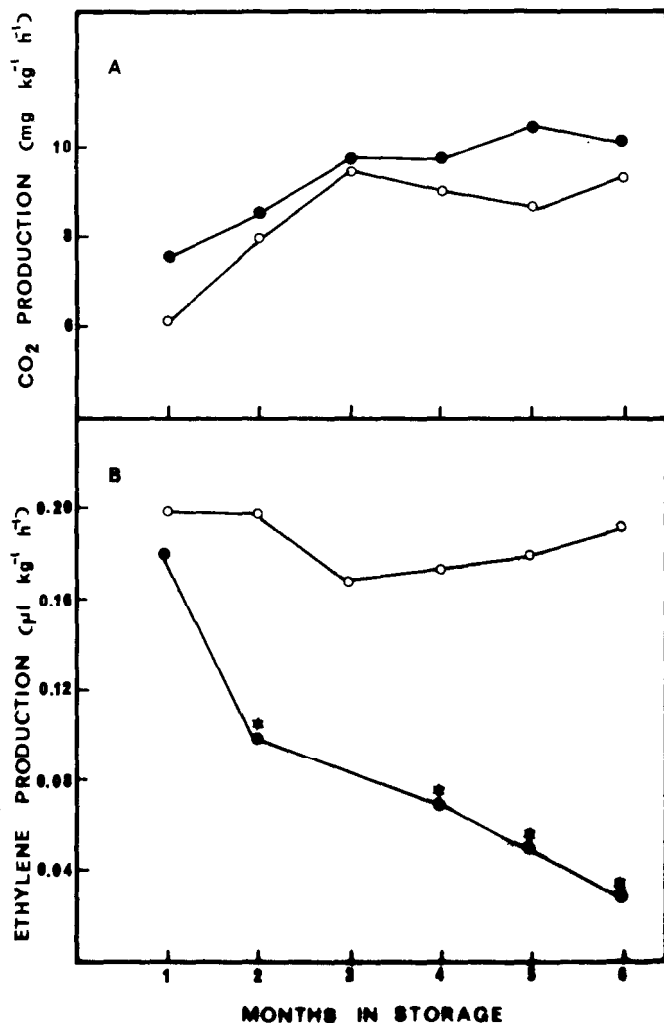 A
CO₂ PRODUCTION (mg kg⁻¹ h⁻¹)
10
8
6
B
ETHYLENE PRODUCTION (μl kg⁻¹ h⁻¹)
0.20
0.16
0.12
0.08
0.04
1 2 3 4 5 6
MONTHS IN STORAGE